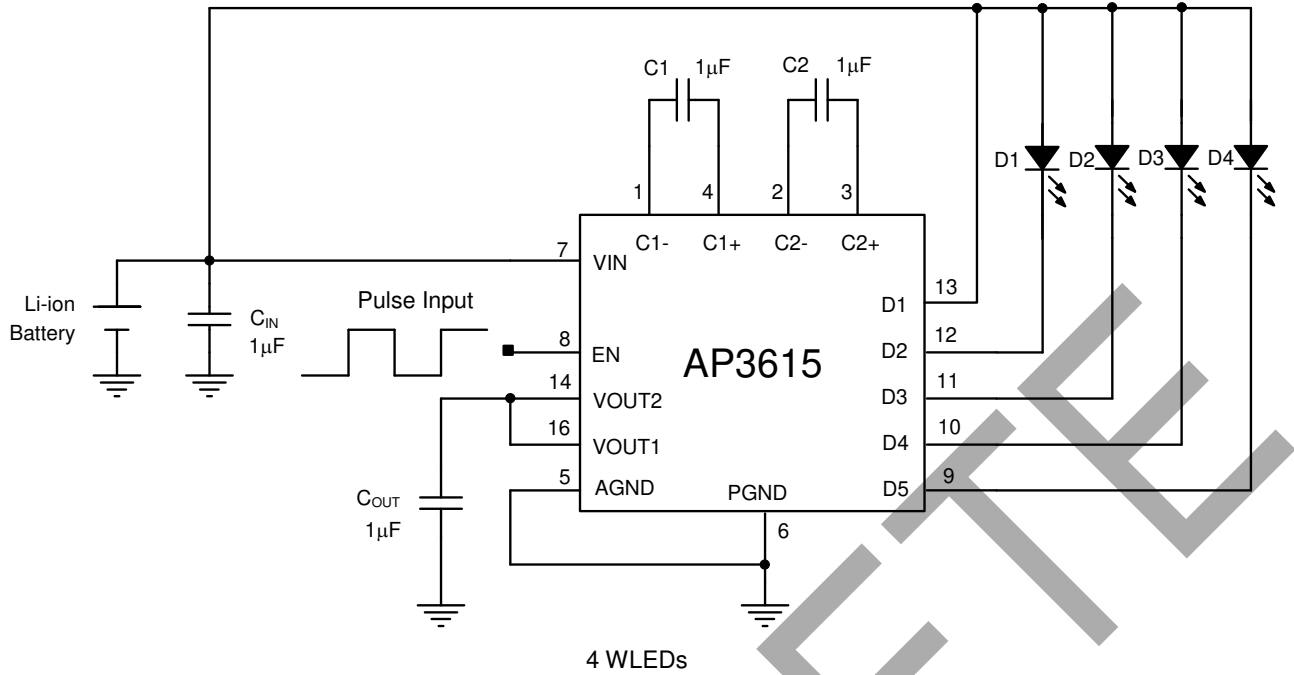 C1 1µF C2 1µF
D1 D2 D3 D4
1 4 2 3
C1- C1+ C2- C2+
7 VIN
Li-ion
Battery
CIN
1µF
Pulse Input
8 EN
14 VOUT2
16 VOUT1
5 AGND
COUT
1µF
AP3615
PGND
6
D1 13
D2 12
D3 11
D4 10
D5 9
4 WLEDs
ETE